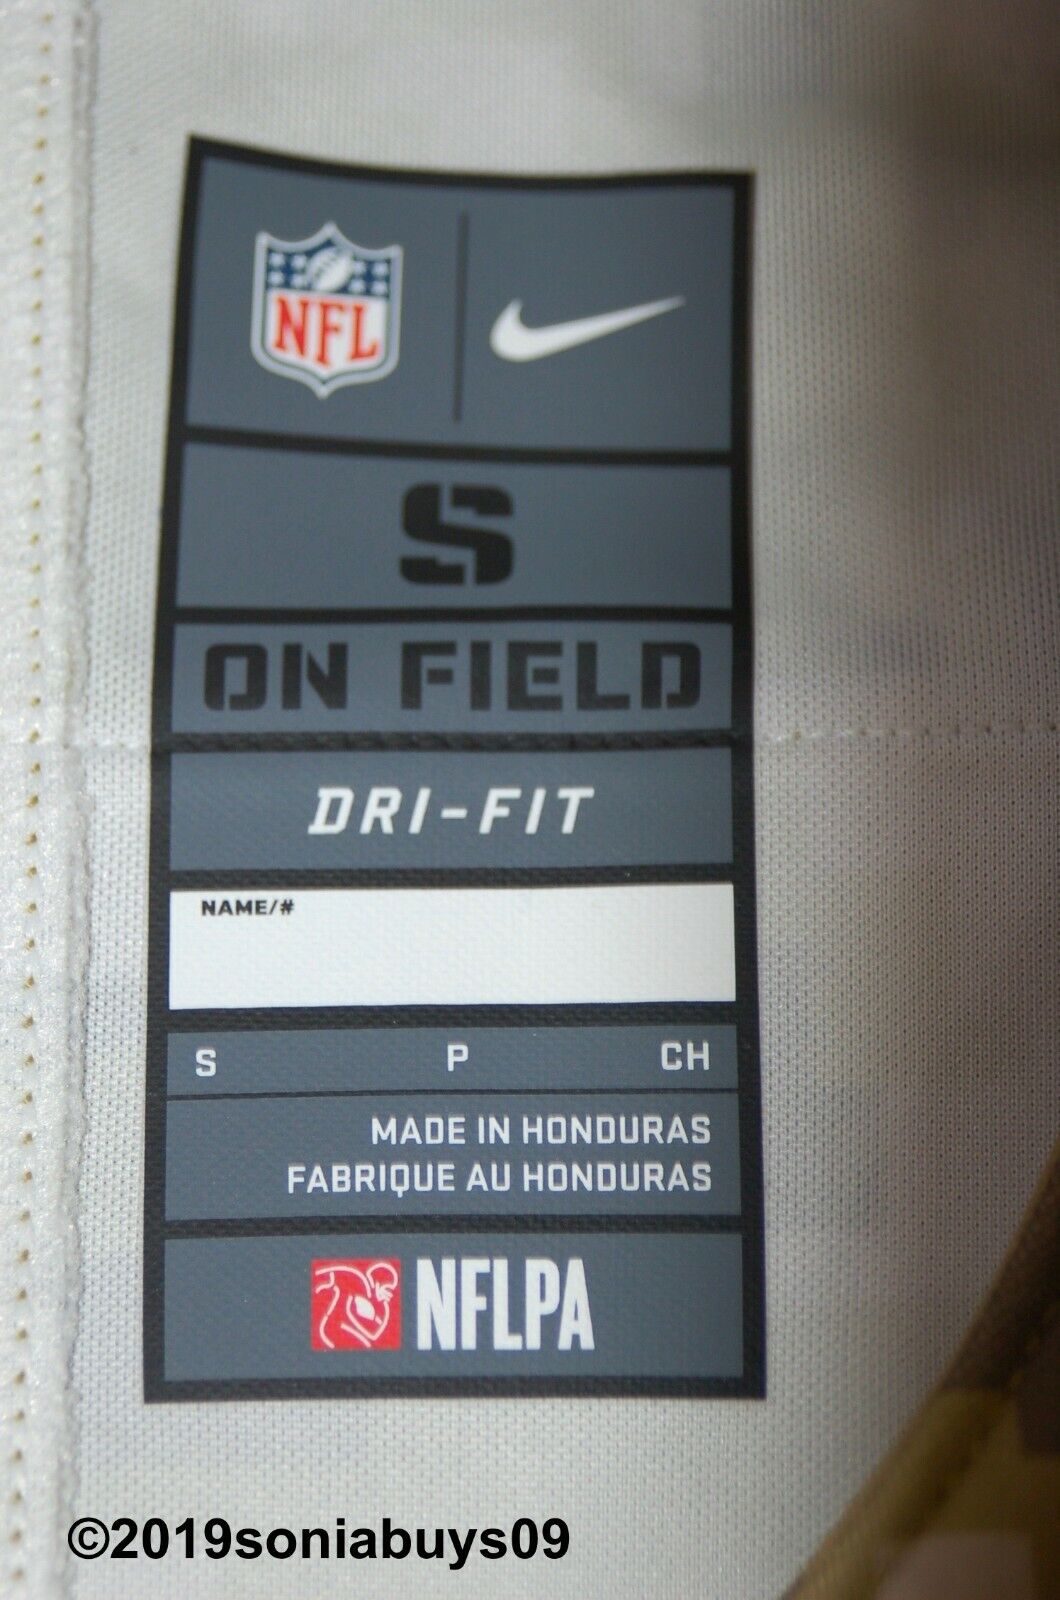 NFL
S
ON FIELD
DRI-FIT
NAME/#
S P CH
MADE IN HONDURAS
FABRIQUE AU HONDURAS
NFLPA
©2019soniabuys09